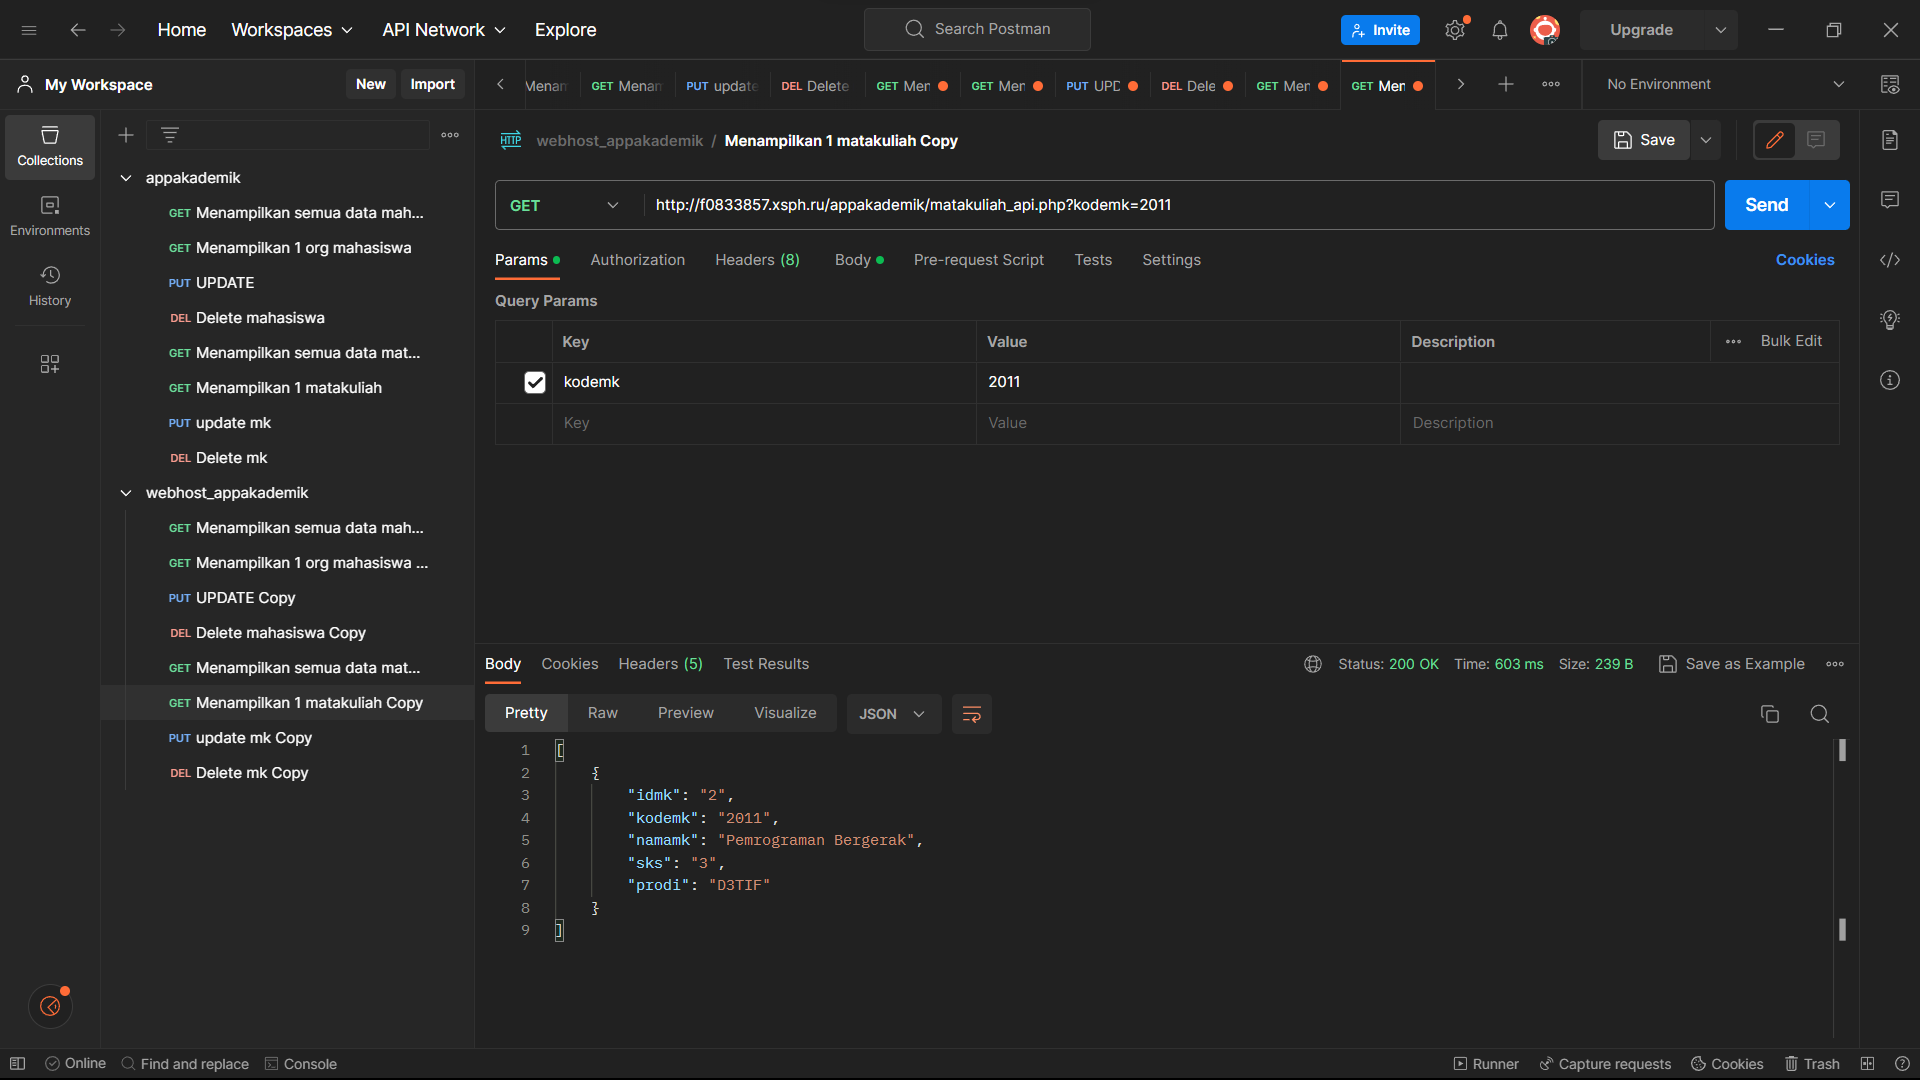 Home Workspaces API Network Explore Search Postman Invite Upgrade
My Workspace New Import
Menam GET Menam PUT update DEL Delete GET Men GET Men PUT UPD DEL Dele GET Men GET Men No Environment
Collections
Environments
History
appakademik
GET Menampilkan semua data mah...
GET Menampilkan 1 org mahasiswa
PUT UPDATE
DEL Delete mahasiswa
GET Menampilkan semua data mat...
GET Menampilkan 1 matakuliah
PUT update mk
DEL Delete mk
webhost_appakademik
GET Menampilkan semua data mah...
GET Menampilkan 1 org mahasiswa ...
PUT UPDATE Copy
DEL Delete mahasiswa Copy
GET Menampilkan semua data mat...
GET Menampilkan 1 matakuliah Copy
PUT update mk Copy
DEL Delete mk Copy
HTTP webhost_appakademik / Menampilkan 1 matakuliah Copy Save
GET http://f0833857.xsph.ru/appakademik/matakuliah_api.php?kodemk=2011 Send
Params Authorization Headers (8) Body Pre-request Script Tests Settings Cookies
Query Params
Key Value Description Bulk Edit
kodemk 2011
Key Value Description
Body Cookies Headers (5) Test Results Status: 200 OK Time: 603 ms Size: 239 B Save as Example
Pretty Raw Preview Visualize JSON
1 [
2 {
3 "idmk": "2",
4 "kodemk": "2011",
5 "namamk": "Pemrograman Bergerak",
6 "sks": "3",
7 "prodi": "D3TIF"
8 }
9 ]
Online Find and replace Console Runner Capture requests Cookies Trash